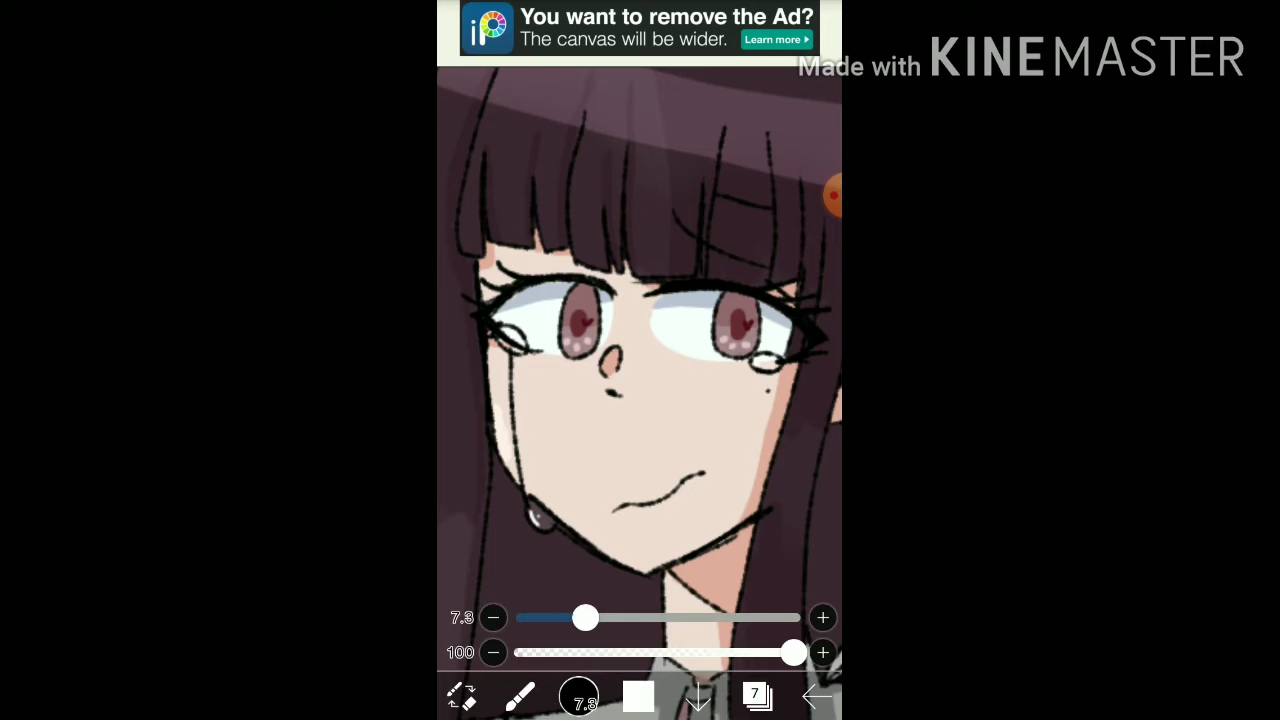 iP
You want to remove the Ad?
The canvas will be wider.
Learn more
Made with KINEMASTER
7.3
100
7.3
7